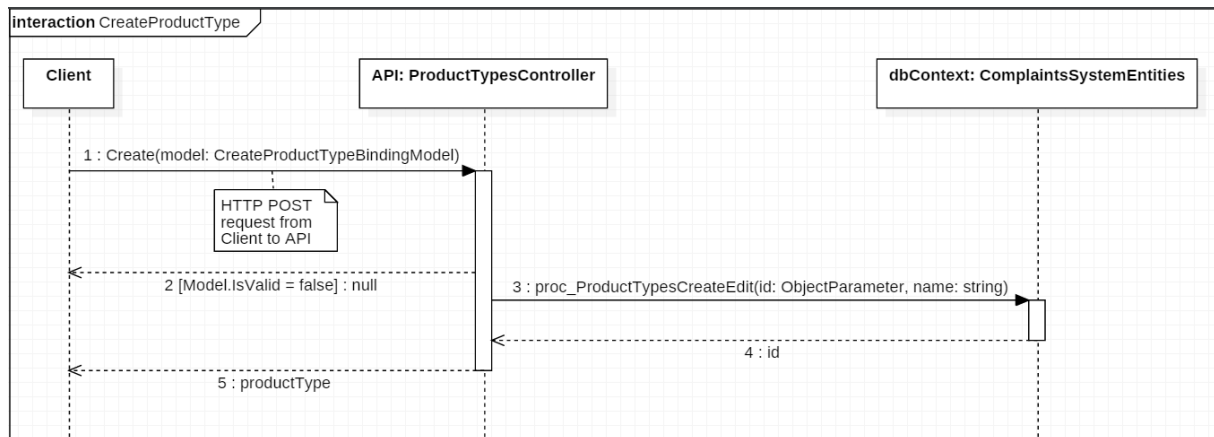 interaction CreateProductType
Client
API: ProductTypesController
dbContext: ComplaintsSystemEntities
1 : Create(model: CreateProductTypeBindingModel)
HTTP POST
request from
Client to API
2 [Model.IsValid = false] : null
3 : proc_ProductTypesCreateEdit(id: ObjectParameter, name: string)
4 : id
5 : productType